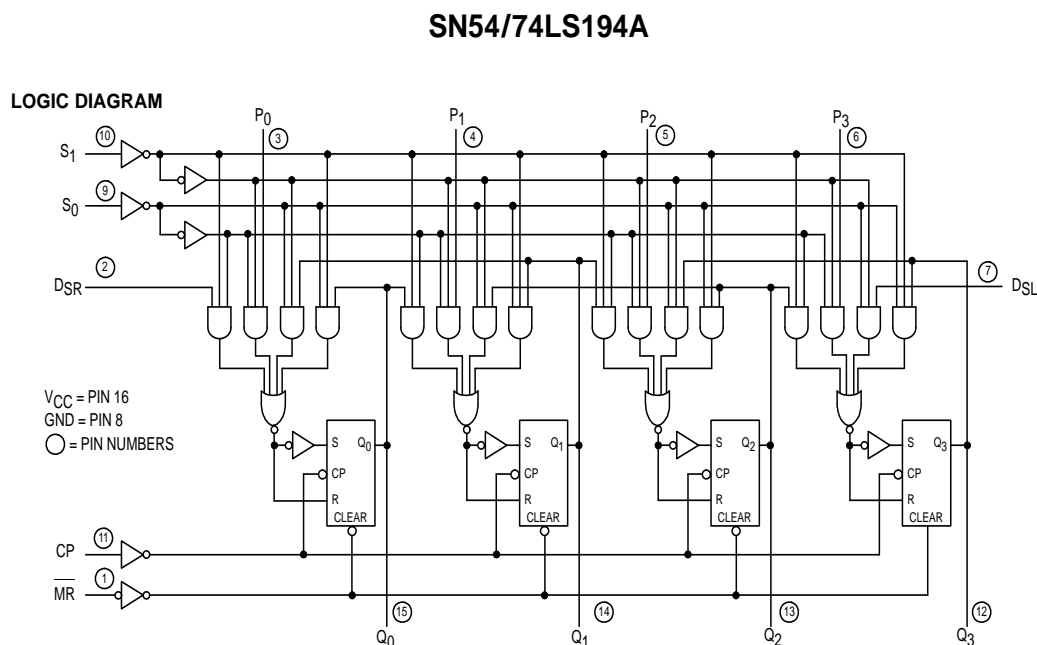 SN54/74LS194A
LOGIC DIAGRAM
P0 3 P1 4 P2 5 P3 6
S1 10
S0 9
DSR 2
7 DSL
VCC = PIN 16
GND = PIN 8
= PIN NUMBERS
S Q0 S Q1 S Q2 S Q3
CP CP CP CP
R R R R
CLEAR CLEAR CLEAR CLEAR
CP 11
MR 1
15 14 13 12
Q0 Q1 Q2 Q3